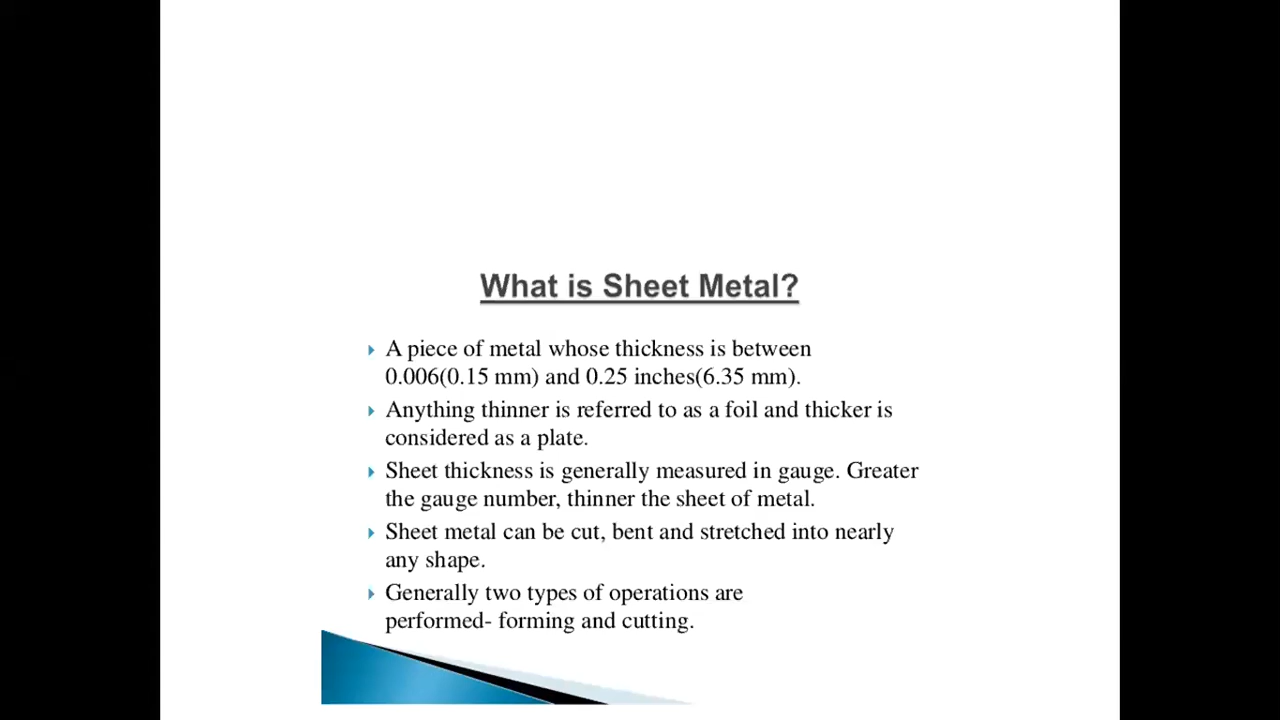 What is Sheet Metal?
A piece of metal whose thickness is between
0.006(0.15 mm) and 0.25 inches(6.35 mm).
Anything thinner is referred to as a foil and thicker is
considered as a plate.
Sheet thickness is generally measured in gauge. Greater
the gauge number, thinner the sheet of metal.
Sheet metal can be cut, bent and stretched into nearly
any shape.
Generally two types of operations are
performed- forming and cutting.